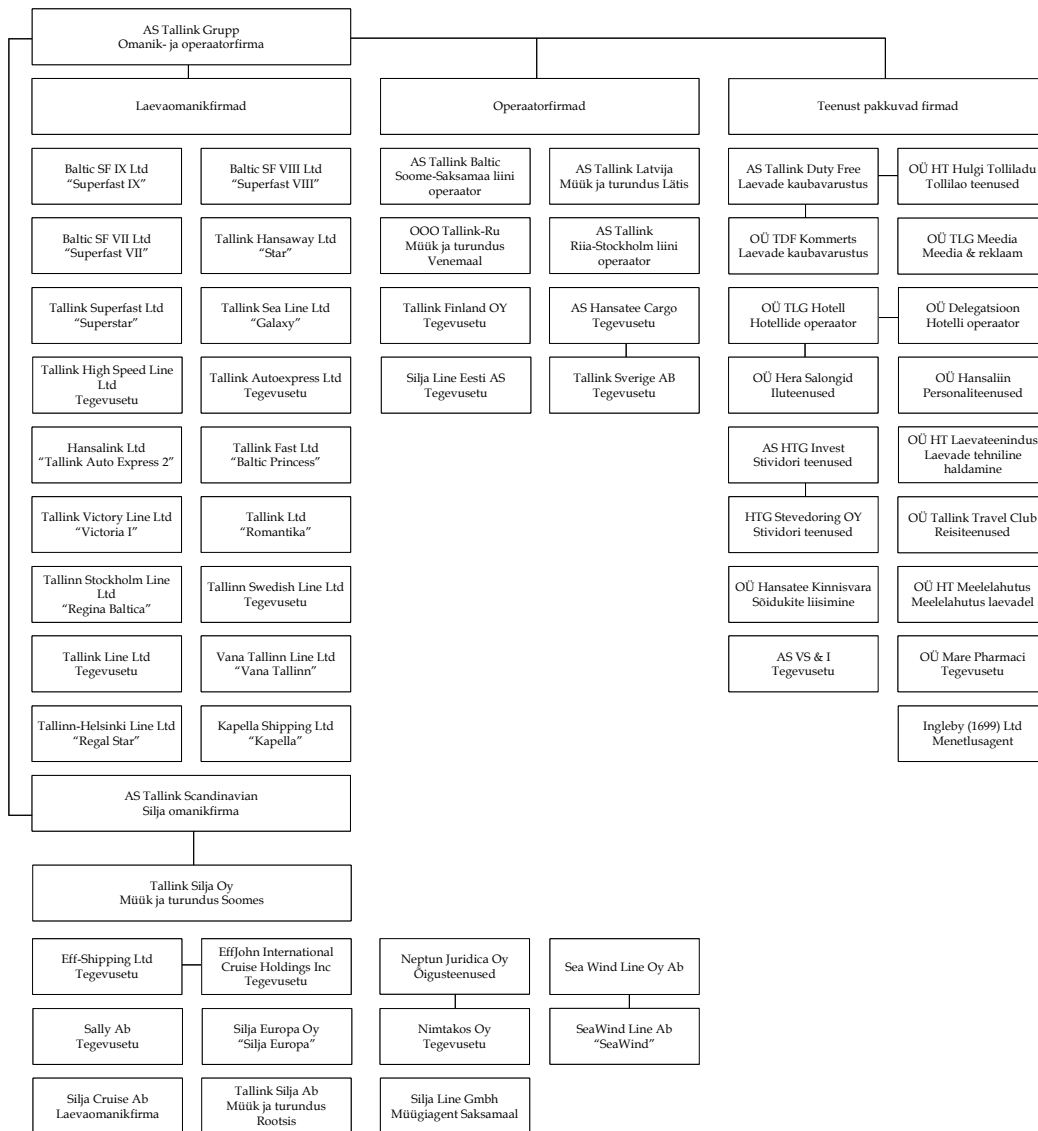 AS Tallink Grupp
Omanik- ja operaatorfirma
Laevaomanikfirmad
Operaatorfirmad
Teenust pakkuvad firmad
Baltic SF IX Ltd
“Superfast IX”
Baltic SF VIII Ltd
“Superfast VIII”
AS Tallink Baltic
Soome-Saksamaa liini
operaator
AS Tallink Latvija
Müük ja turundus Lätis
AS Tallink Duty Free
Laevade kaubavarustus
OÜ HT Hulgi Tolliladu
Tollilao teenused
Baltic SF VII Ltd
“Superfast VII”
Tallink Hansaway Ltd
“Star”
OOO Tallink-Ru
Müük ja turundus
Venemaal
AS Tallink
Riia-Stockholm liini
operaator
OÜ TDF Kommerts
Laevade kaubavarustus
OÜ TLG Meedia
Meedia & reklaam
Tallink Superfast Ltd
“Superstar”
Tallink Sea Line Ltd
“Galaxy”
Tallink Finland OY
Tegevusetu
AS Hansatee Cargo
Tegevusetu
OÜ TLG Hotell
Hotellide operaator
OÜ Delegatsioon
Hotelli operaator
Tallink High Speed Line
Ltd
Tegevusetu
Tallink Autoexpress Ltd
Tegevusetu
Silja Line Eesti AS
Tegevusetu
Tallink Sverige AB
Tegevusetu
OÜ Hera Salongid
Iluteenused
OÜ Hansaliin
Personaliteenused
Hansalink Ltd
“Tallink Auto Express 2”
Tallink Fast Ltd
“Baltic Princess”
AS HTG Invest
Stividori teenused
OÜ HT Laevateenindus
Laevade tehniline
haldamine
Tallink Victory Line Ltd
“Victoria I”
Tallink Ltd
“Romantika”
HTG Stevedoring OY
Stividori teenused
OÜ Tallink Travel Club
Reisiteenused
Tallinn Stockholm Line
Ltd
“Regina Baltica”
Tallinn Swedish Line Ltd
Tegevusetu
OÜ Hansatee Kinnisvara
Sõidukite liisimine
OÜ HT Meelelahutus
Meelelahutus laevadel
Tallink Line Ltd
Tegevusetu
Vana Tallinn Line Ltd
“Vana Tallinn”
AS VS & I
Tegevusetu
OÜ Mare Pharmaci
Tegevusetu
Tallinn-Helsinki Line Ltd
“Regal Star”
Kapella Shipping Ltd
“Kapella”
Ingleby (1699) Ltd
Menetlusagent
AS Tallink Scandinavian
Silja omanikfirma
Tallink Silja Oy
Müük ja turundus Soomes
Eff-Shipping Ltd
Tegevusetu
EffJohn International
Cruise Holdings Inc
Tegevusetu
Neptun Juridica Oy
Õigusteenused
Sea Wind Line Oy Ab
Sally Ab
Tegevusetu
Silja Europa Oy
“Silja Europa”
Nimtakos Oy
Tegevusetu
SeaWind Line Ab
“SeaWind”
Silja Cruise Ab
Laevaomanikfirma
Tallink Silja Ab
Müük ja turundus
Rootsis
Silja Line Gmbh
Müügiagent Saksamaal